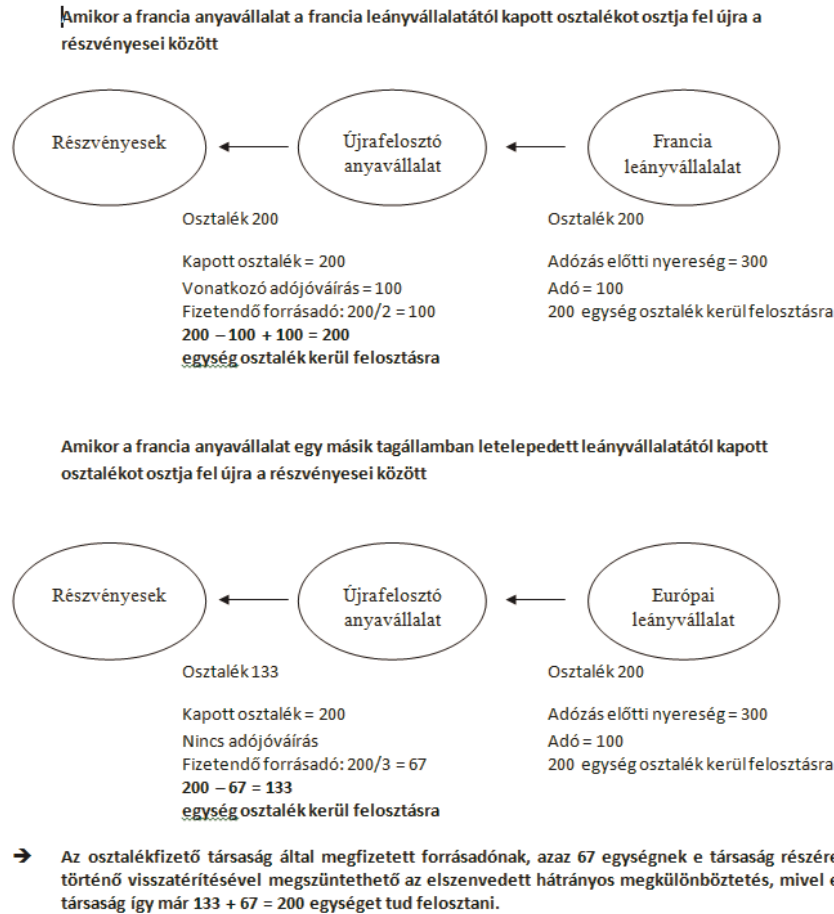 Amikor a francia anyavállalat a francia leányvállalatától kapott osztalékot osztja fel újra a
részvényesei között
Részvényesek
Újrafelosztó
anyavállalat
Francia
leányvállalalat
Osztalék 200
Kapott osztalék = 200
Vonatkozó adójóváírás = 100
Fizetendő forrásadó: 200/2 = 100
200 – 100 + 100 = 200
egység osztalék kerül felosztásra
Osztalék 200
Adózás előtti nyereség = 300
Adó = 100
200 egység osztalék kerül felosztásra
Amikor a francia anyavállalat egy másik tagállamban letelepedett leányvállalatától kapott
osztalékot osztja fel újra a részvényesei között
Részvényesek
Újrafelosztó
anyavállalat
Európai
leányvállalat
Osztalék 133
Kapott osztalék = 200
Nincs adójóváírás
Fizetendő forrásadó: 200/3 = 67
200 – 67 = 133
egység osztalék kerül felosztásra
Osztalék 200
Adózás előtti nyereség = 300
Adó = 100
200 egység osztalék kerül felosztásra
➔ Az osztalékfizető társaság által megfizetett forrásadónak, azaz 67 egységnek e társaság részére
történő visszatérítésével megszüntethető az elszenvedett hátrányos megkülönböztetés, mivel e
társaság így már 133 + 67 = 200 egységet tud felosztani.